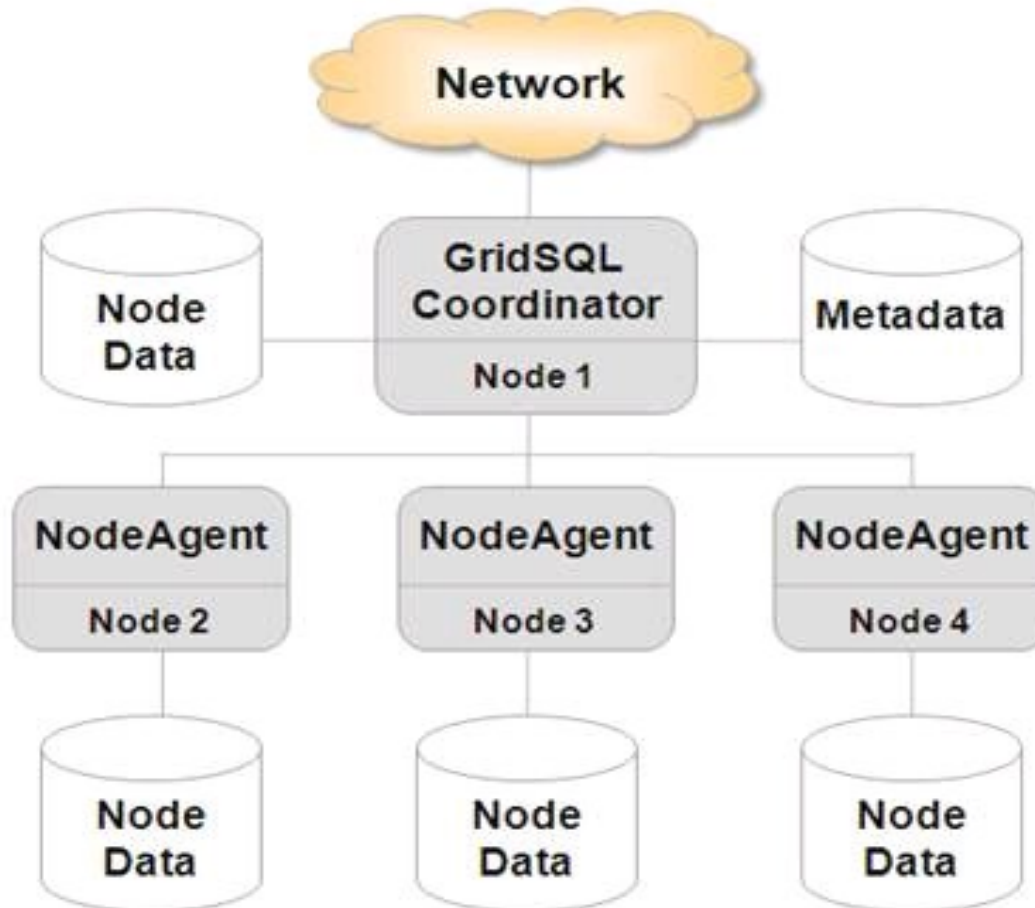 Network
GridSQL
Coordinator
Node 1
Node
Data
Metadata
NodeAgent
Node 2
NodeAgent
Node 3
NodeAgent
Node 4
Node
Data
Node
Data
Node
Data